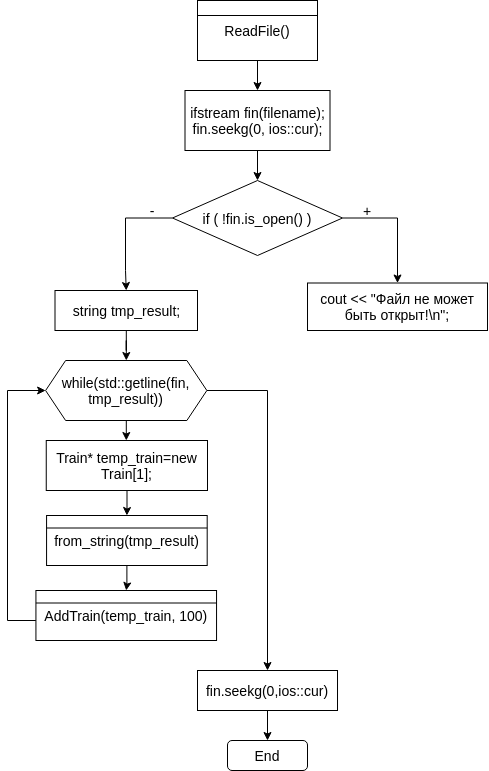 ReadFile()
ifstream fin(filename);
fin.seekg(0, ios::cur);
if ( !fin.is_open() )
-
+
string tmp_result;
cout << "Файл не может
быть открыт!\n";
while(std::getline(fin,
tmp_result))
Train* temp_train=new
Train[1];
from_string(tmp_result)
AddTrain(temp_train, 100)
fin.seekg(0,ios::cur)
End